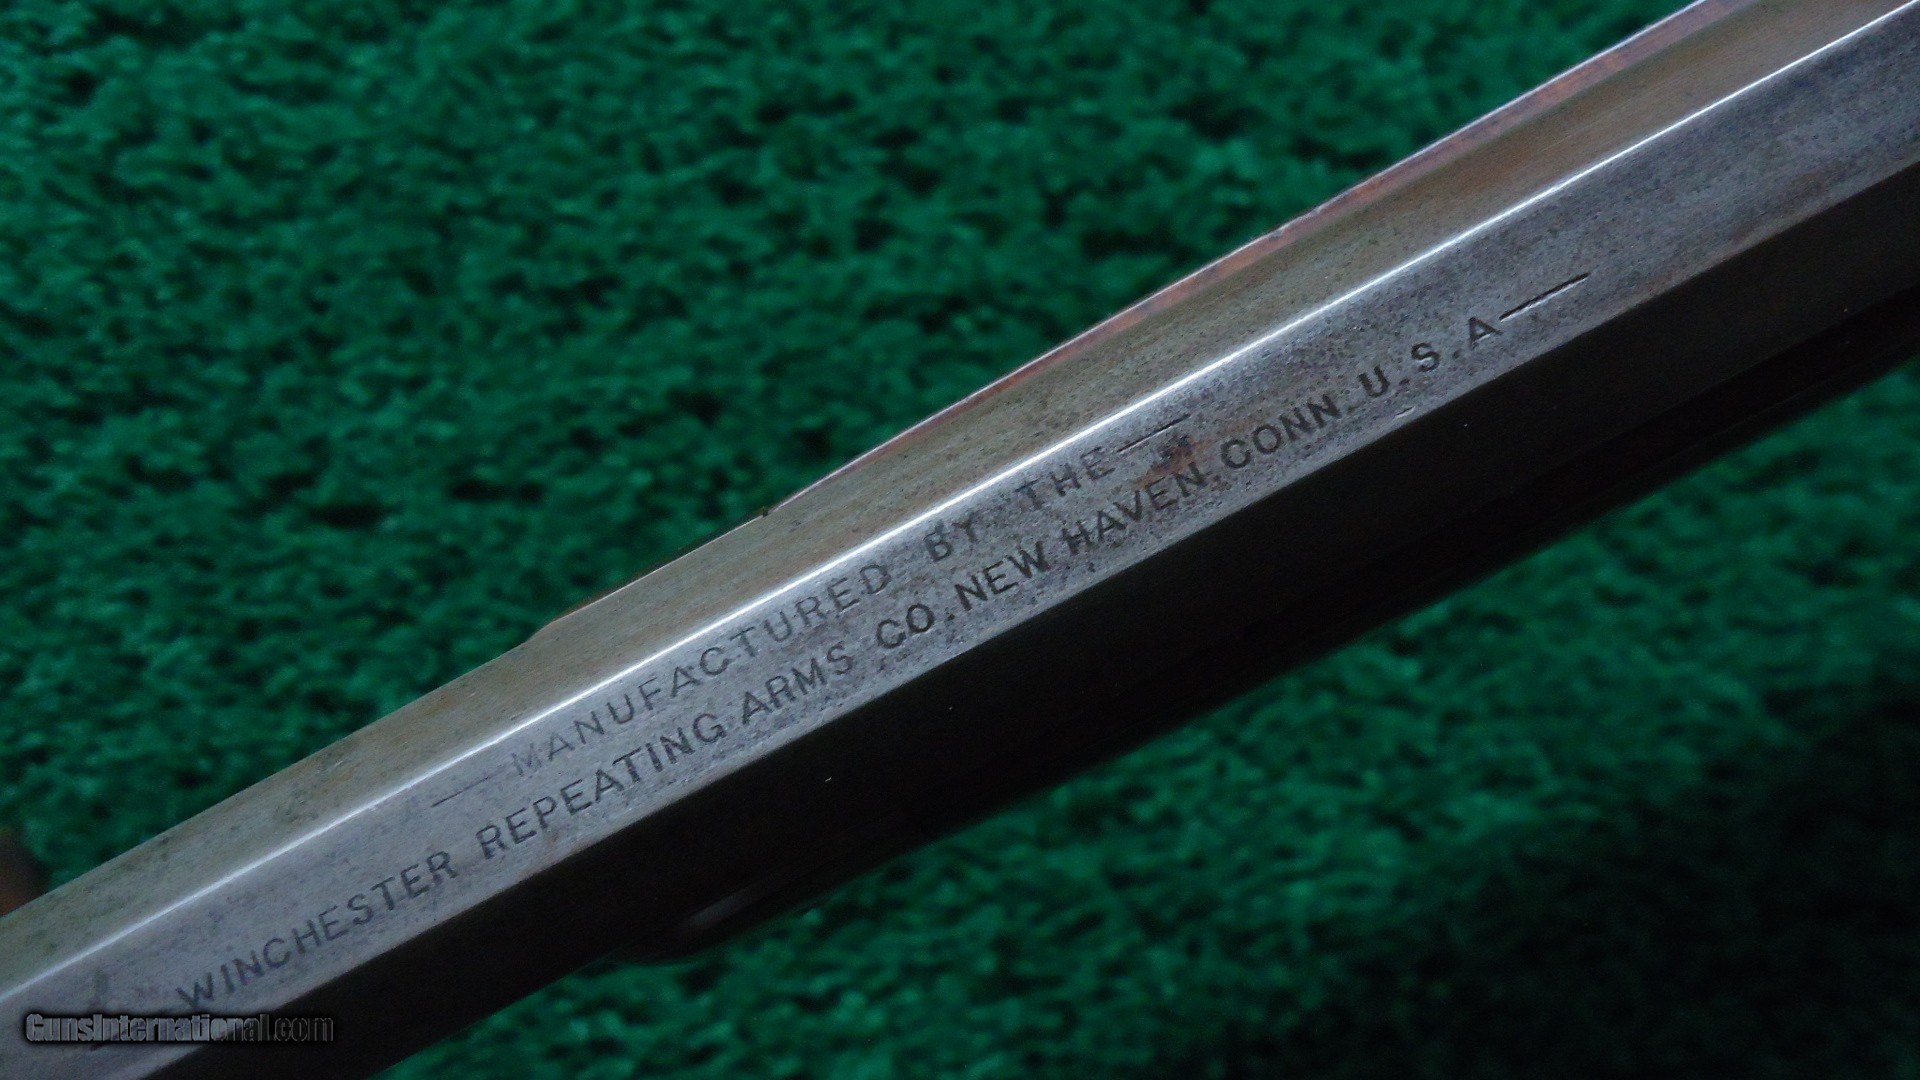 —MANUFACTURED BY THE—
WINCHESTER REPEATING ARMS CO. NEW HAVEN. CONN. U.S.A—
GunsInternational.com